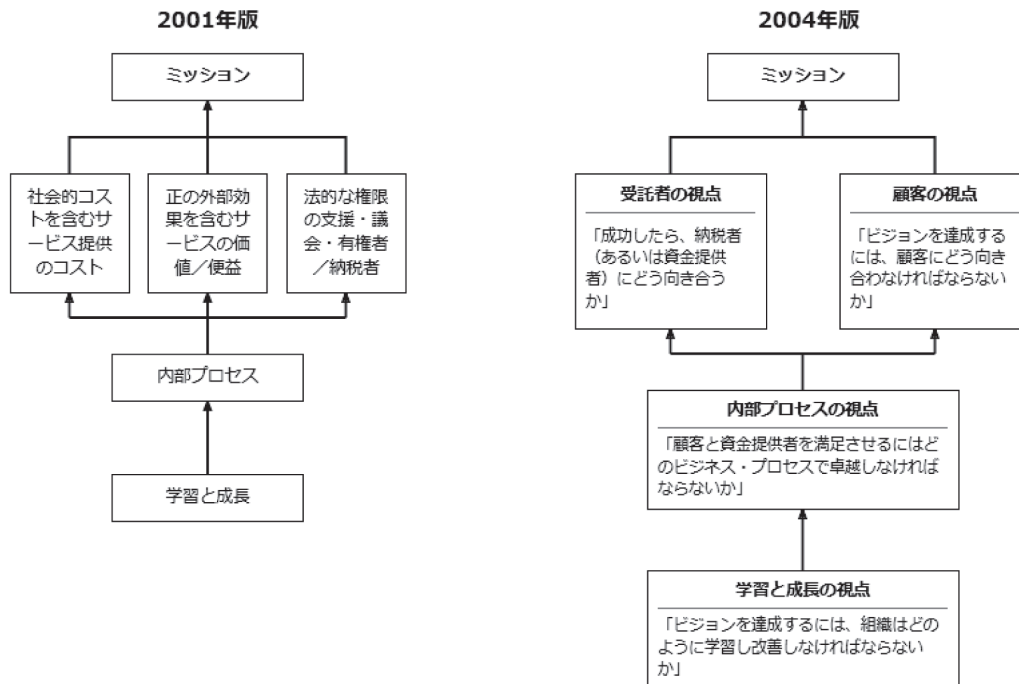 2001年版
ミッション
社会的コス
トを含むサ
ービス提供
のコスト
正の外部効
果を含むサ
ービスの価
値／便益
法的な権限
の支援・議
会・有権者
／納税者
内部プロセス
学習と成長
2004年版
ミッション
受託者の視点
「成功したら、納税者
（あるいは資金提供
者）にどう向き合う
か」
顧客の視点
「ビジョンを達成する
には、顧客にどう向き
合わなければならない
か」
内部プロセスの視点
「顧客と資金提供者を満足させるにはど
のビジネス・プロセスで卓越しなければ
ならないか」
学習と成長の視点
「ビジョンを達成するには、組織はどの
ように学習し改善しなければならない
か」